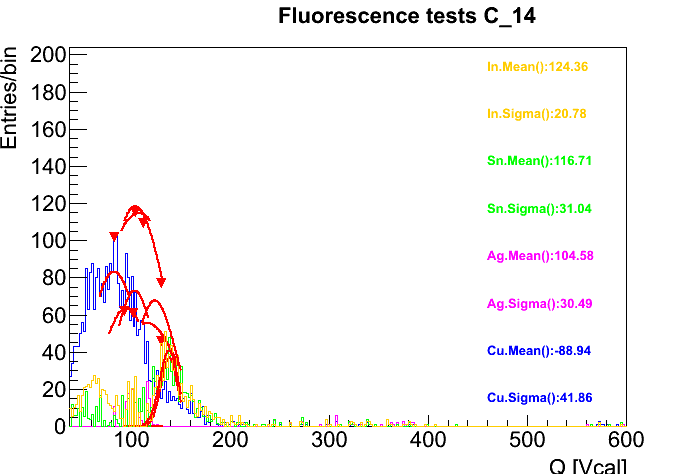 Fluorescence tests C_14
Entries/bin
200
180
160
140
120
100
80
60
40
20
0
In.Mean():124.36
In.Sigma():20.78
Sn.Mean():116.71
Sn.Sigma():31.04
Ag.Mean():104.58
Ag.Sigma():30.49
Cu.Mean():-88.94
Cu.Sigma():41.86
100 200 300 400 500 600
Q [Vcal]